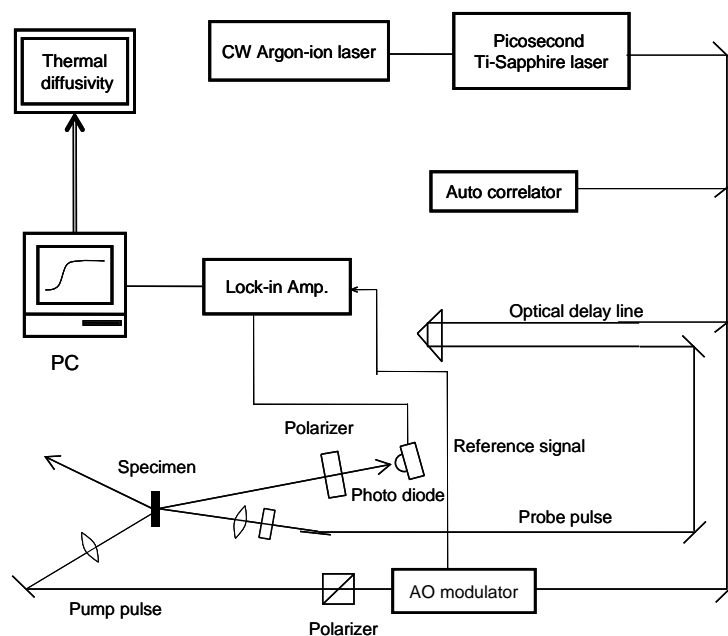 Thermal
diffusivity
CW Argon-ion laser
Picosecond
Ti-Sapphire laser
Auto correlator
Lock-in Amp.
Optical delay line
PC
Polarizer
Reference signal
Specimen
Photo diode
Probe pulse
AO modulator
Pump pulse
Polarizer